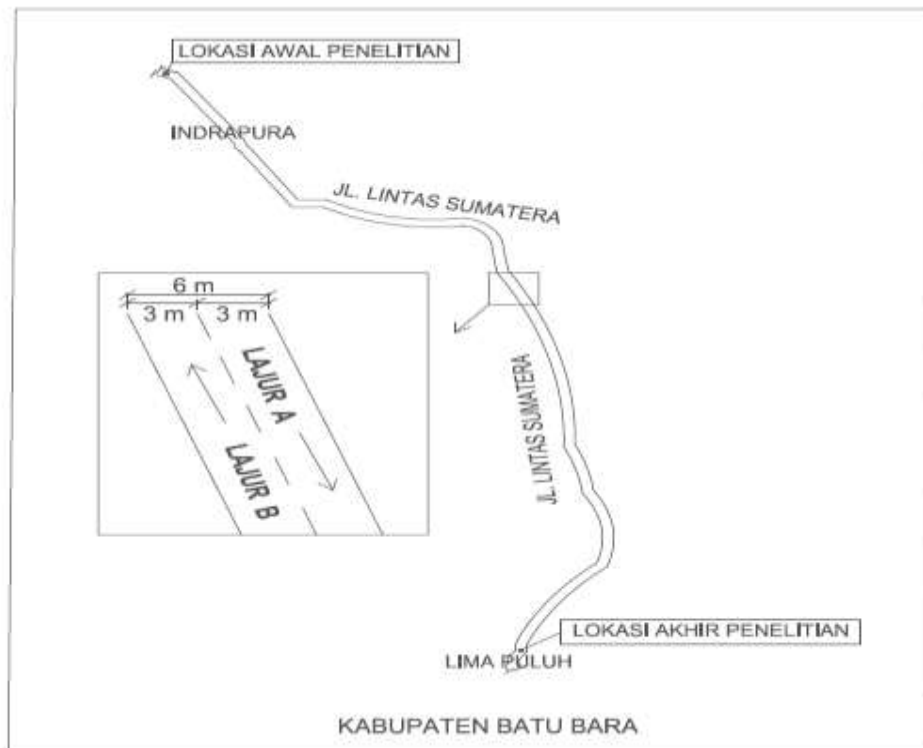 LOKASI AWAL PENELITIAN
INDRAPURA
JL. LINTAS SUMATERA
6 m
3 m
3 m
LAJUR A
LAJUR B
JL. LINTAS SUMATERA
LOKASI AKHIR PENELITIAN
LIMA PULUH
KABUPATEN BATU BARA